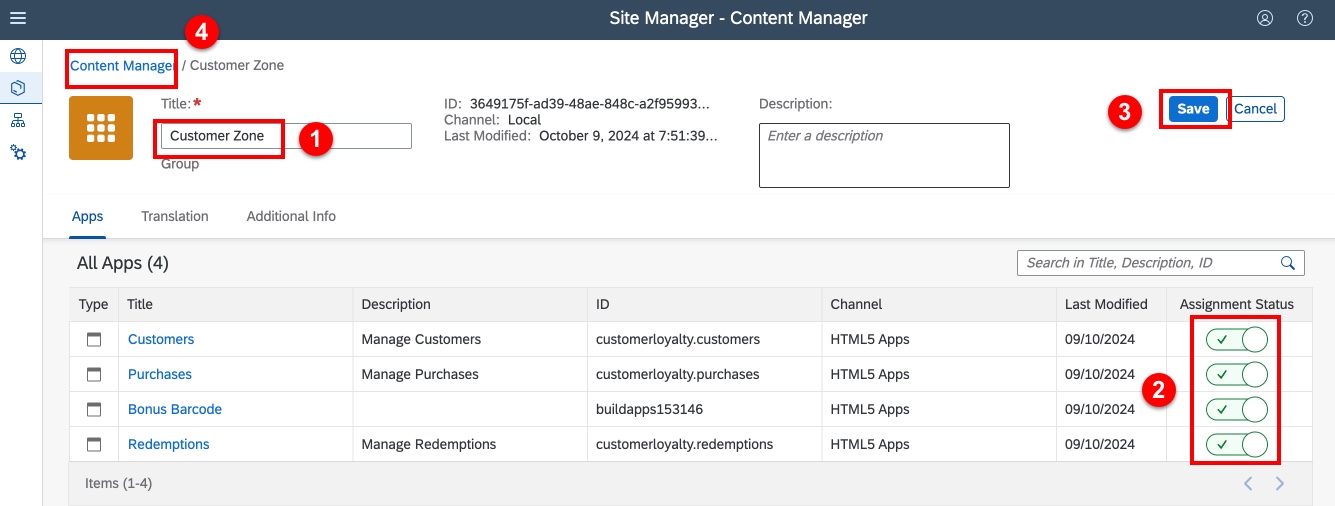 Site Manager - Content Manager
4
Content Manager / Customer Zone
Title: *
Customer Zone
1
Group
ID: 3649175f-ad39-48ae-848c-a2f95993...
Channel: Local
Last Modified: October 9, 2024 at 7:51:39...
Description:
Enter a description
3
Save Cancel
Apps Translation Additional Info
All Apps (4)
Search in Title, Description, ID
Type Title Description ID Channel Last Modified Assignment Status
Customers Manage Customers customerloyalty.customers HTML5 Apps 09/10/2024
Purchases Manage Purchases customerloyalty.purchases HTML5 Apps 09/10/2024
2
Bonus Barcode buildapps153146 HTML5 Apps 09/10/2024
Redemptions Manage Redemptions customerloyalty.redemptions HTML5 Apps 09/10/2024
Items (1-4)